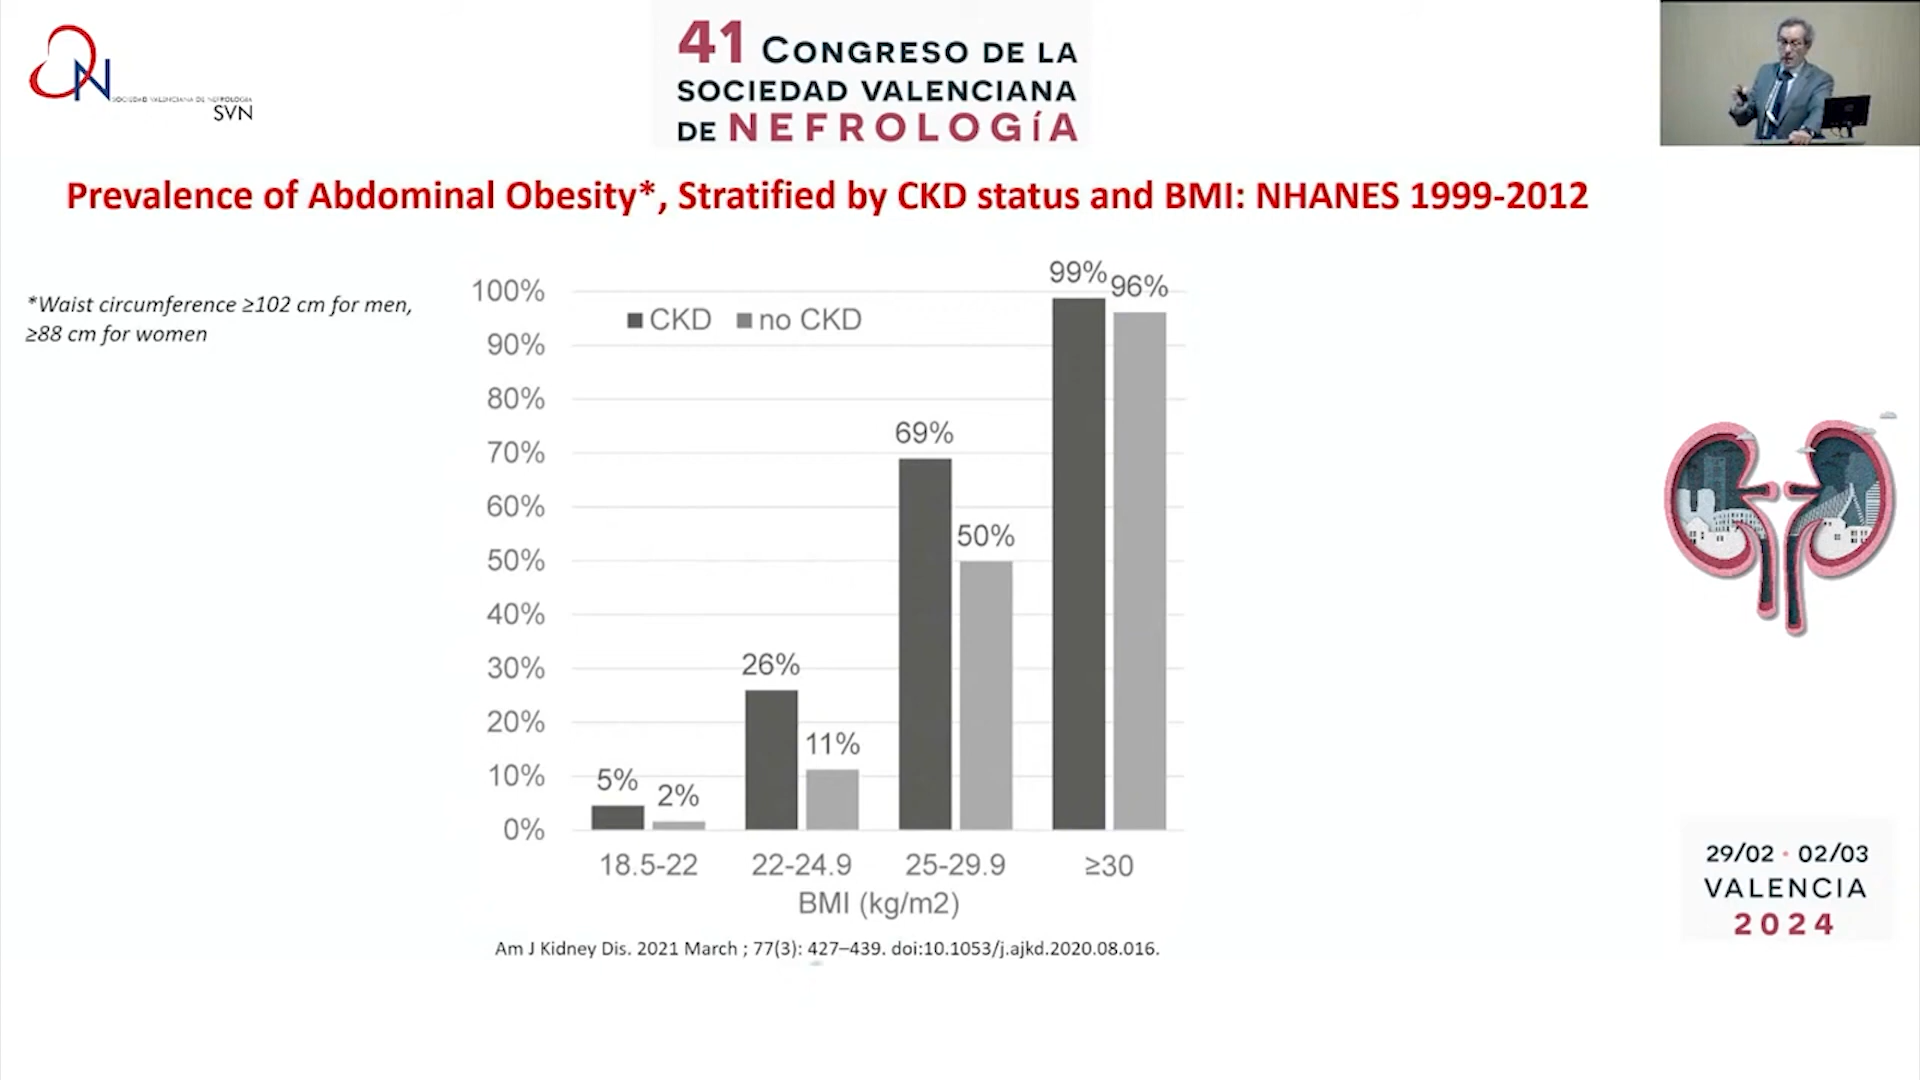 SOCIEDAD VALENCIANA DE NEFROLOGÍA
SVN
41 CONGRESO DE LA
SOCIEDAD VALENCIANA
DE NEFROLOGÍA
Prevalence of Abdominal Obesity*, Stratified by CKD status and BMI: NHANES 1999-2012
*Waist circumference ≥102 cm for men,
≥88 cm for women
CKD no CKD
100%
90%
80%
70%
60%
50%
40%
30%
20%
10%
0%
5%
2%
26%
11%
69%
50%
99%
96%
18.5-22 22-24.9 25-29.9 ≥30
BMI (kg/m2)
Am J Kidney Dis. 2021 March ; 77(3): 427–439. doi:10.1053/j.ajkd.2020.08.016.
29/02 · 02/03
VALENCIA
2024